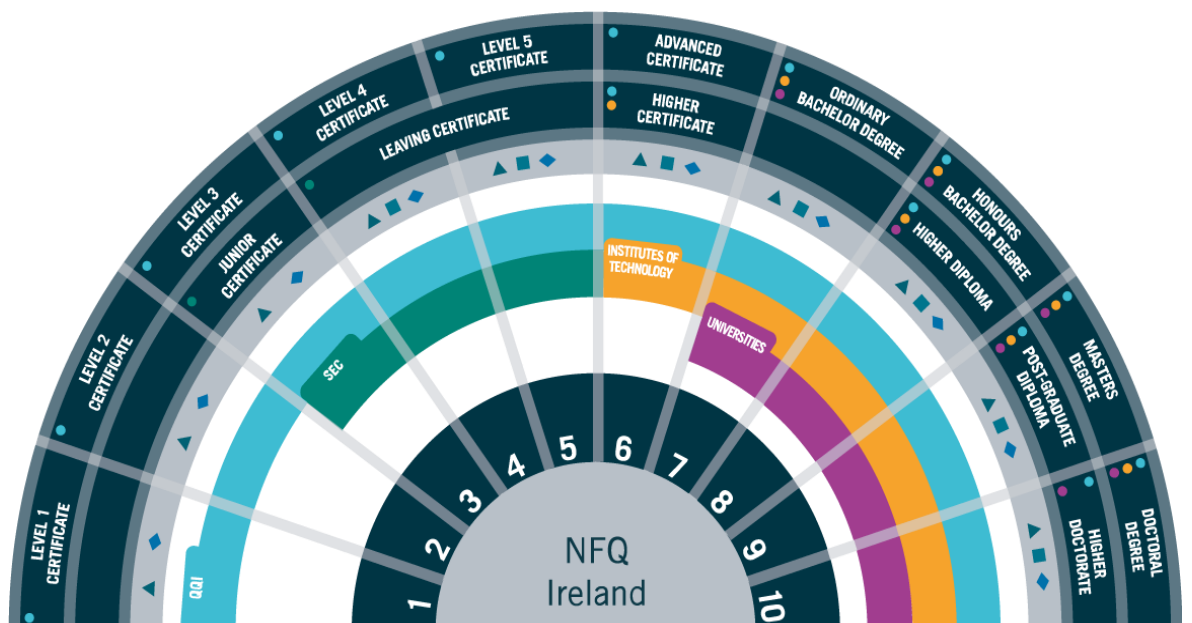 LEVEL 1
CERTIFICATE
LEVEL 2
CERTIFICATE
LEVEL 3
CERTIFICATE
LEVEL 4
CERTIFICATE
LEVEL 5
CERTIFICATE
ADVANCED
CERTIFICATE
ORDINARY
BACHELOR DEGREE
HONOURS
BACHELOR DEGREE
MASTERS
DEGREE
DOCTORAL
DEGREE
JUNIOR
CERTIFICATE
LEAVING CERTIFICATE
HIGHER
CERTIFICATE
HIGHER DIPLOMA
POST-GRADUATE
DIPLOMA
HIGHER
DOCTORATE
QQI
SEC
INSTITUTES OF
TECHNOLOGY
UNIVERSITIES
1
2
3
4
5
6
7
8
9
10
NFQ
Ireland